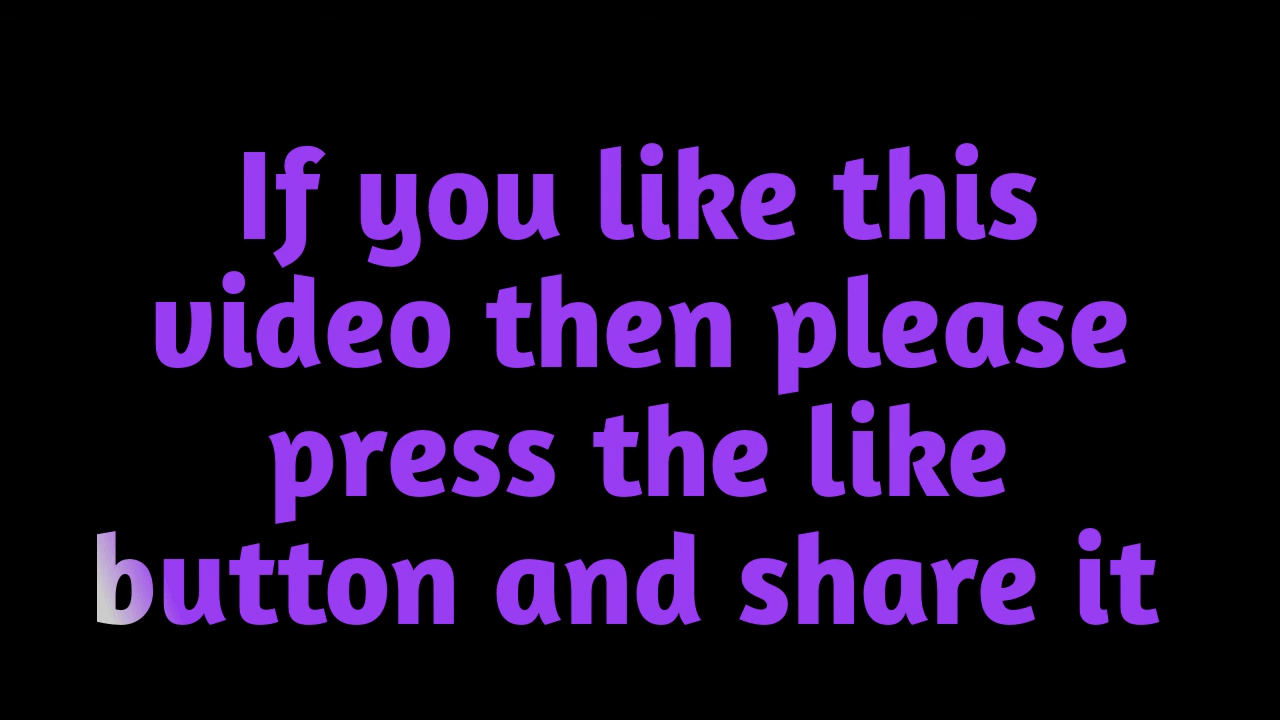 If you like this
video then please
press the like
button and share it